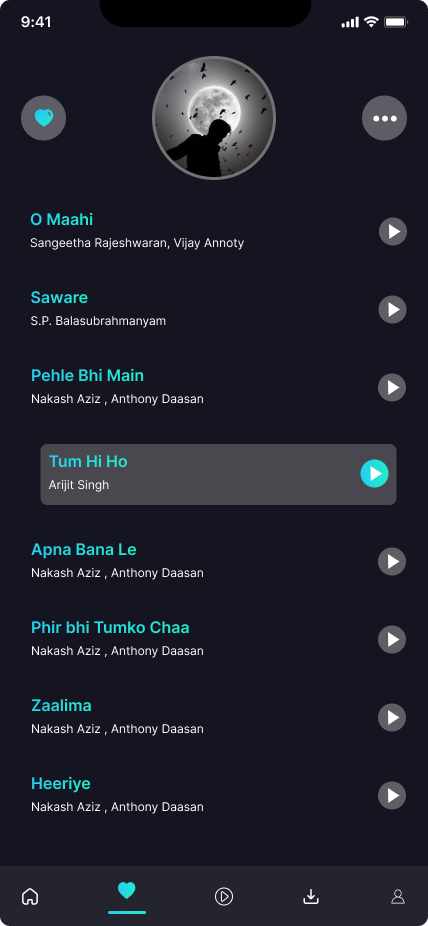 9:41
O Maahi
Sangeetha Rajeshwaran, Vijay Annoty
Saware
S.P. Balasubrahmanyam
Pehle Bhi Main
Nakash Aziz , Anthony Daasan
Tum Hi Ho
Arijit Singh
Apna Bana Le
Nakash Aziz , Anthony Daasan
Phir bhi Tumko Chaa
Nakash Aziz , Anthony Daasan
Zaalima
Nakash Aziz , Anthony Daasan
Heeriye
Nakash Aziz , Anthony Daasan